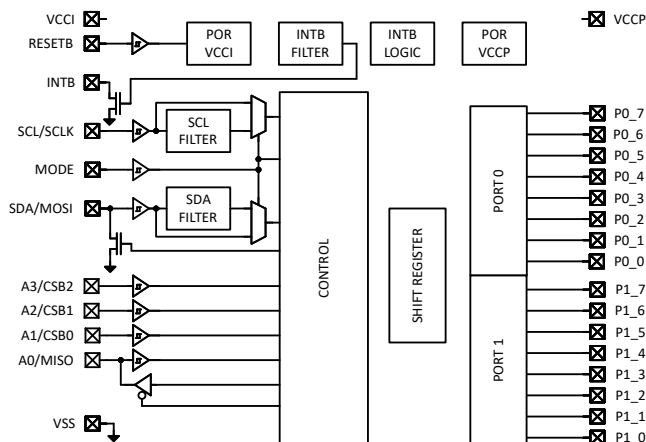 VCCI
RESETB
INTB
SCL/SCLK
MODE
SDA/MOSI
A3/CSB2
A2/CSB1
A1/CSB0
A0/MISO
VSS
POR
VCCI
INTB
FILTER
INTB
LOGIC
POR
VCCP
SCL
FILTER
SDA
FILTER
CONTROL
SHIFT REGISTER
PORT 0
PORT 1
VCCP
P0_7
P0_6
P0_5
P0_4
P0_3
P0_2
P0_1
P0_0
P1_7
P1_6
P1_5
P1_4
P1_3
P1_2
P1_1
P1_0